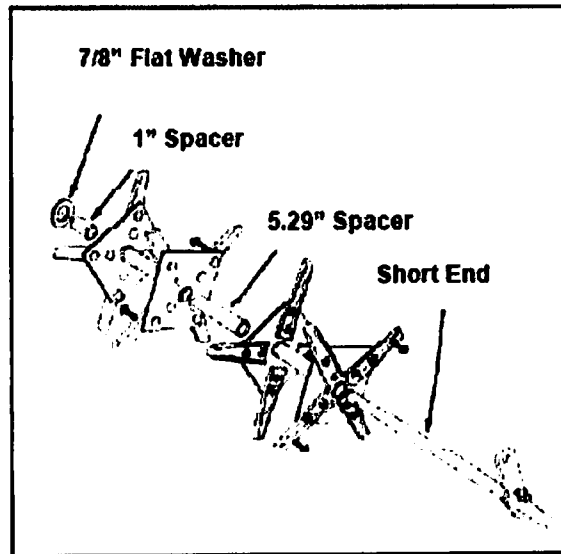 7/8" Flat Washer
1" Spacer
5.29" Spacer
Short End